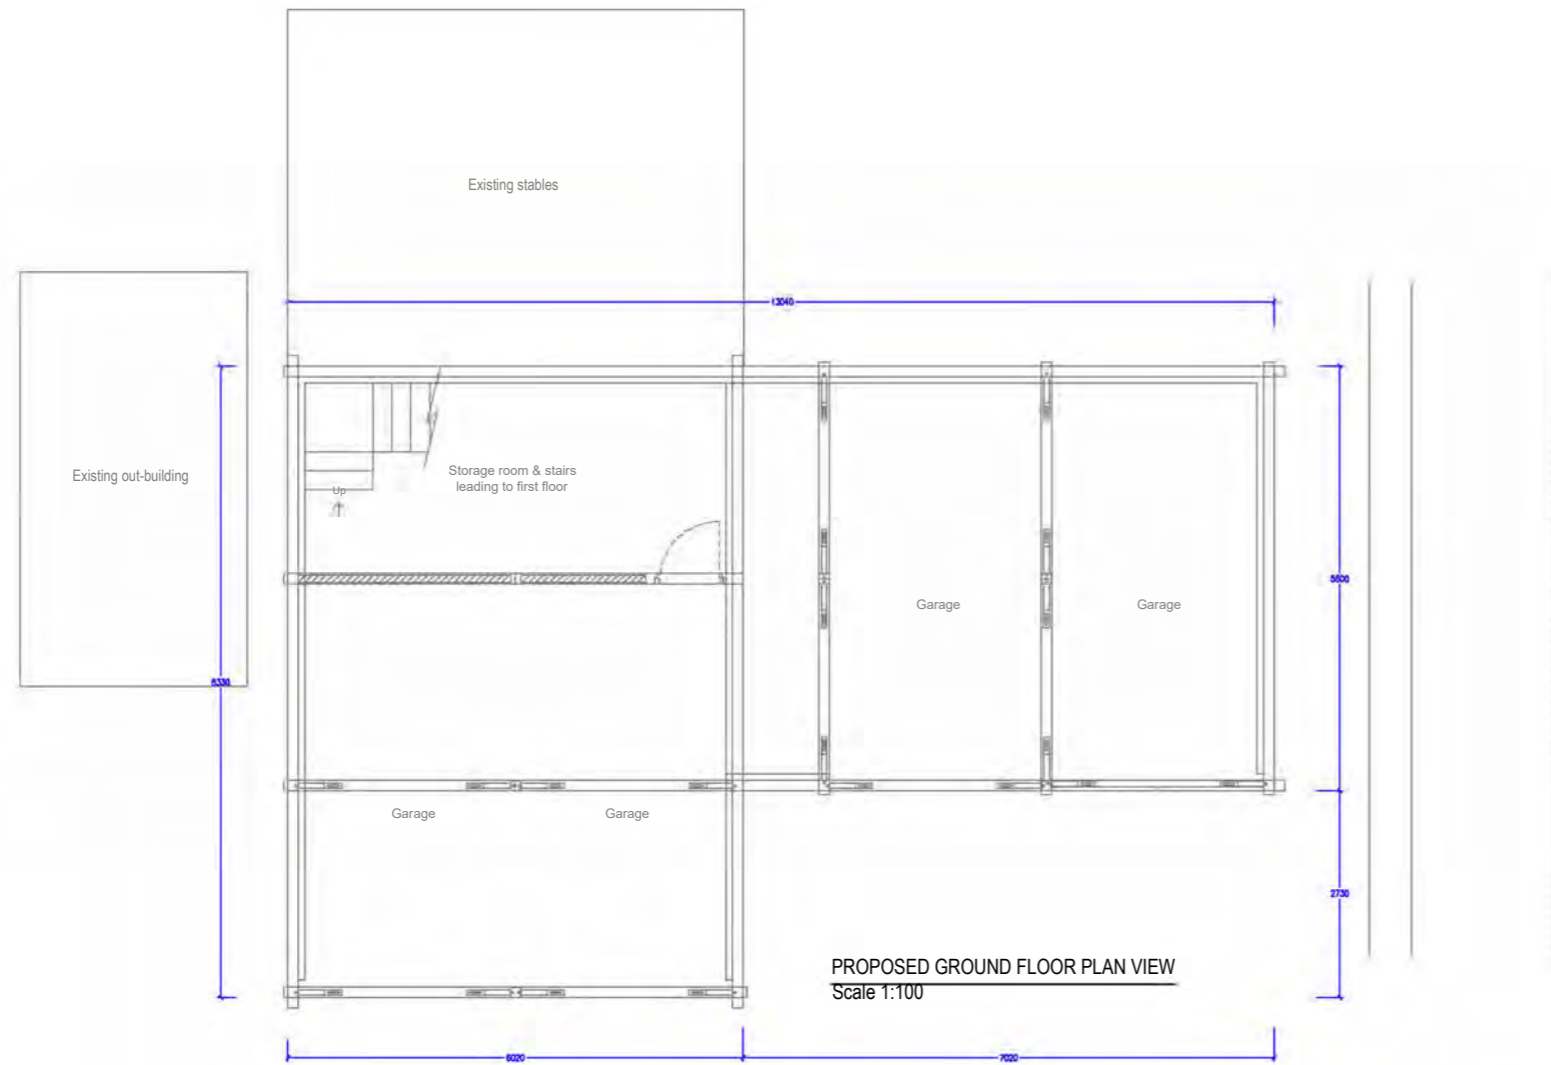 Existing stables
13040
Existing out-building
Storage room & stairs
leading to first floor
Up
5600
Garage
Garage
8330
Garage
Garage
2730
PROPOSED GROUND FLOOR PLAN VIEW
Scale 1:100
6020
7020